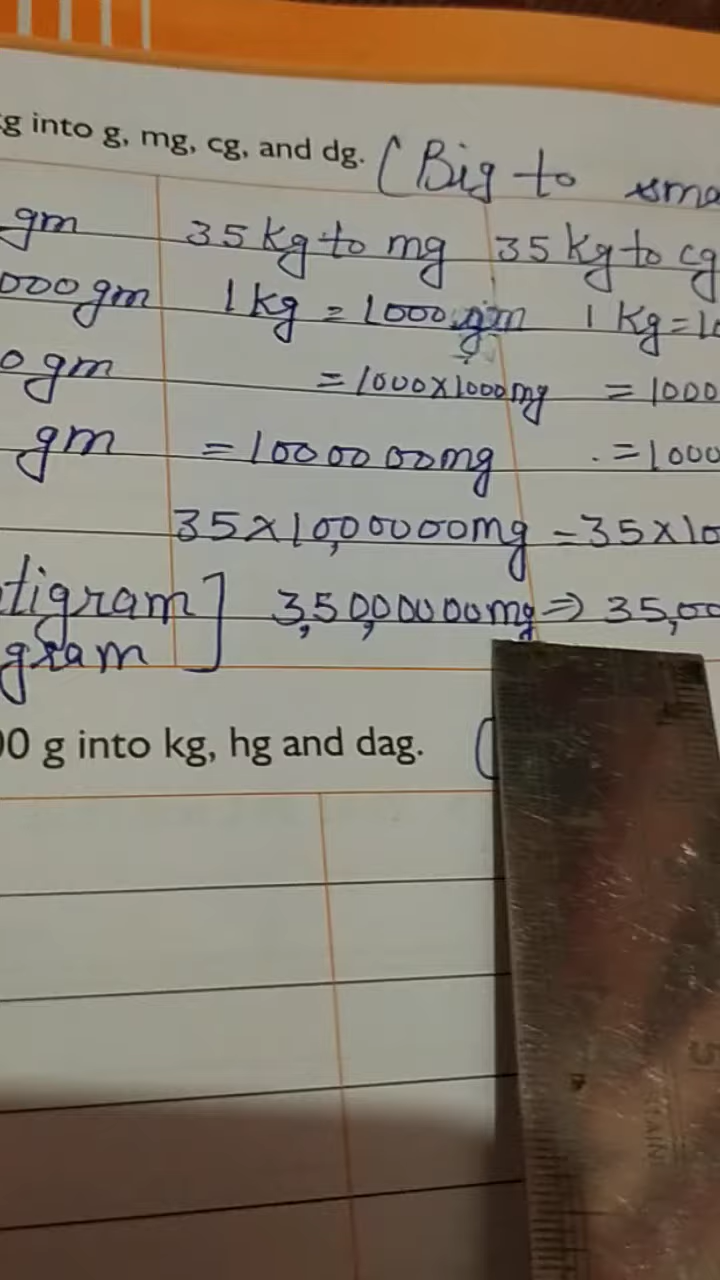 g into g, mg, cg, and dg. (Big to sma
gm 35 kg to mg 35 kg to cg
000 gm 1 kg = 1000 gm 1 Kg = 10
0 gm = 1000 x 1000 mg = 1000
gm = 1000000 mg . = 1000
35 x 10,00000 mg = 35 x 10
tigram ] 3,50,00000 mg ⇒ 35,00
gram
00 g into kg, hg and dag. (